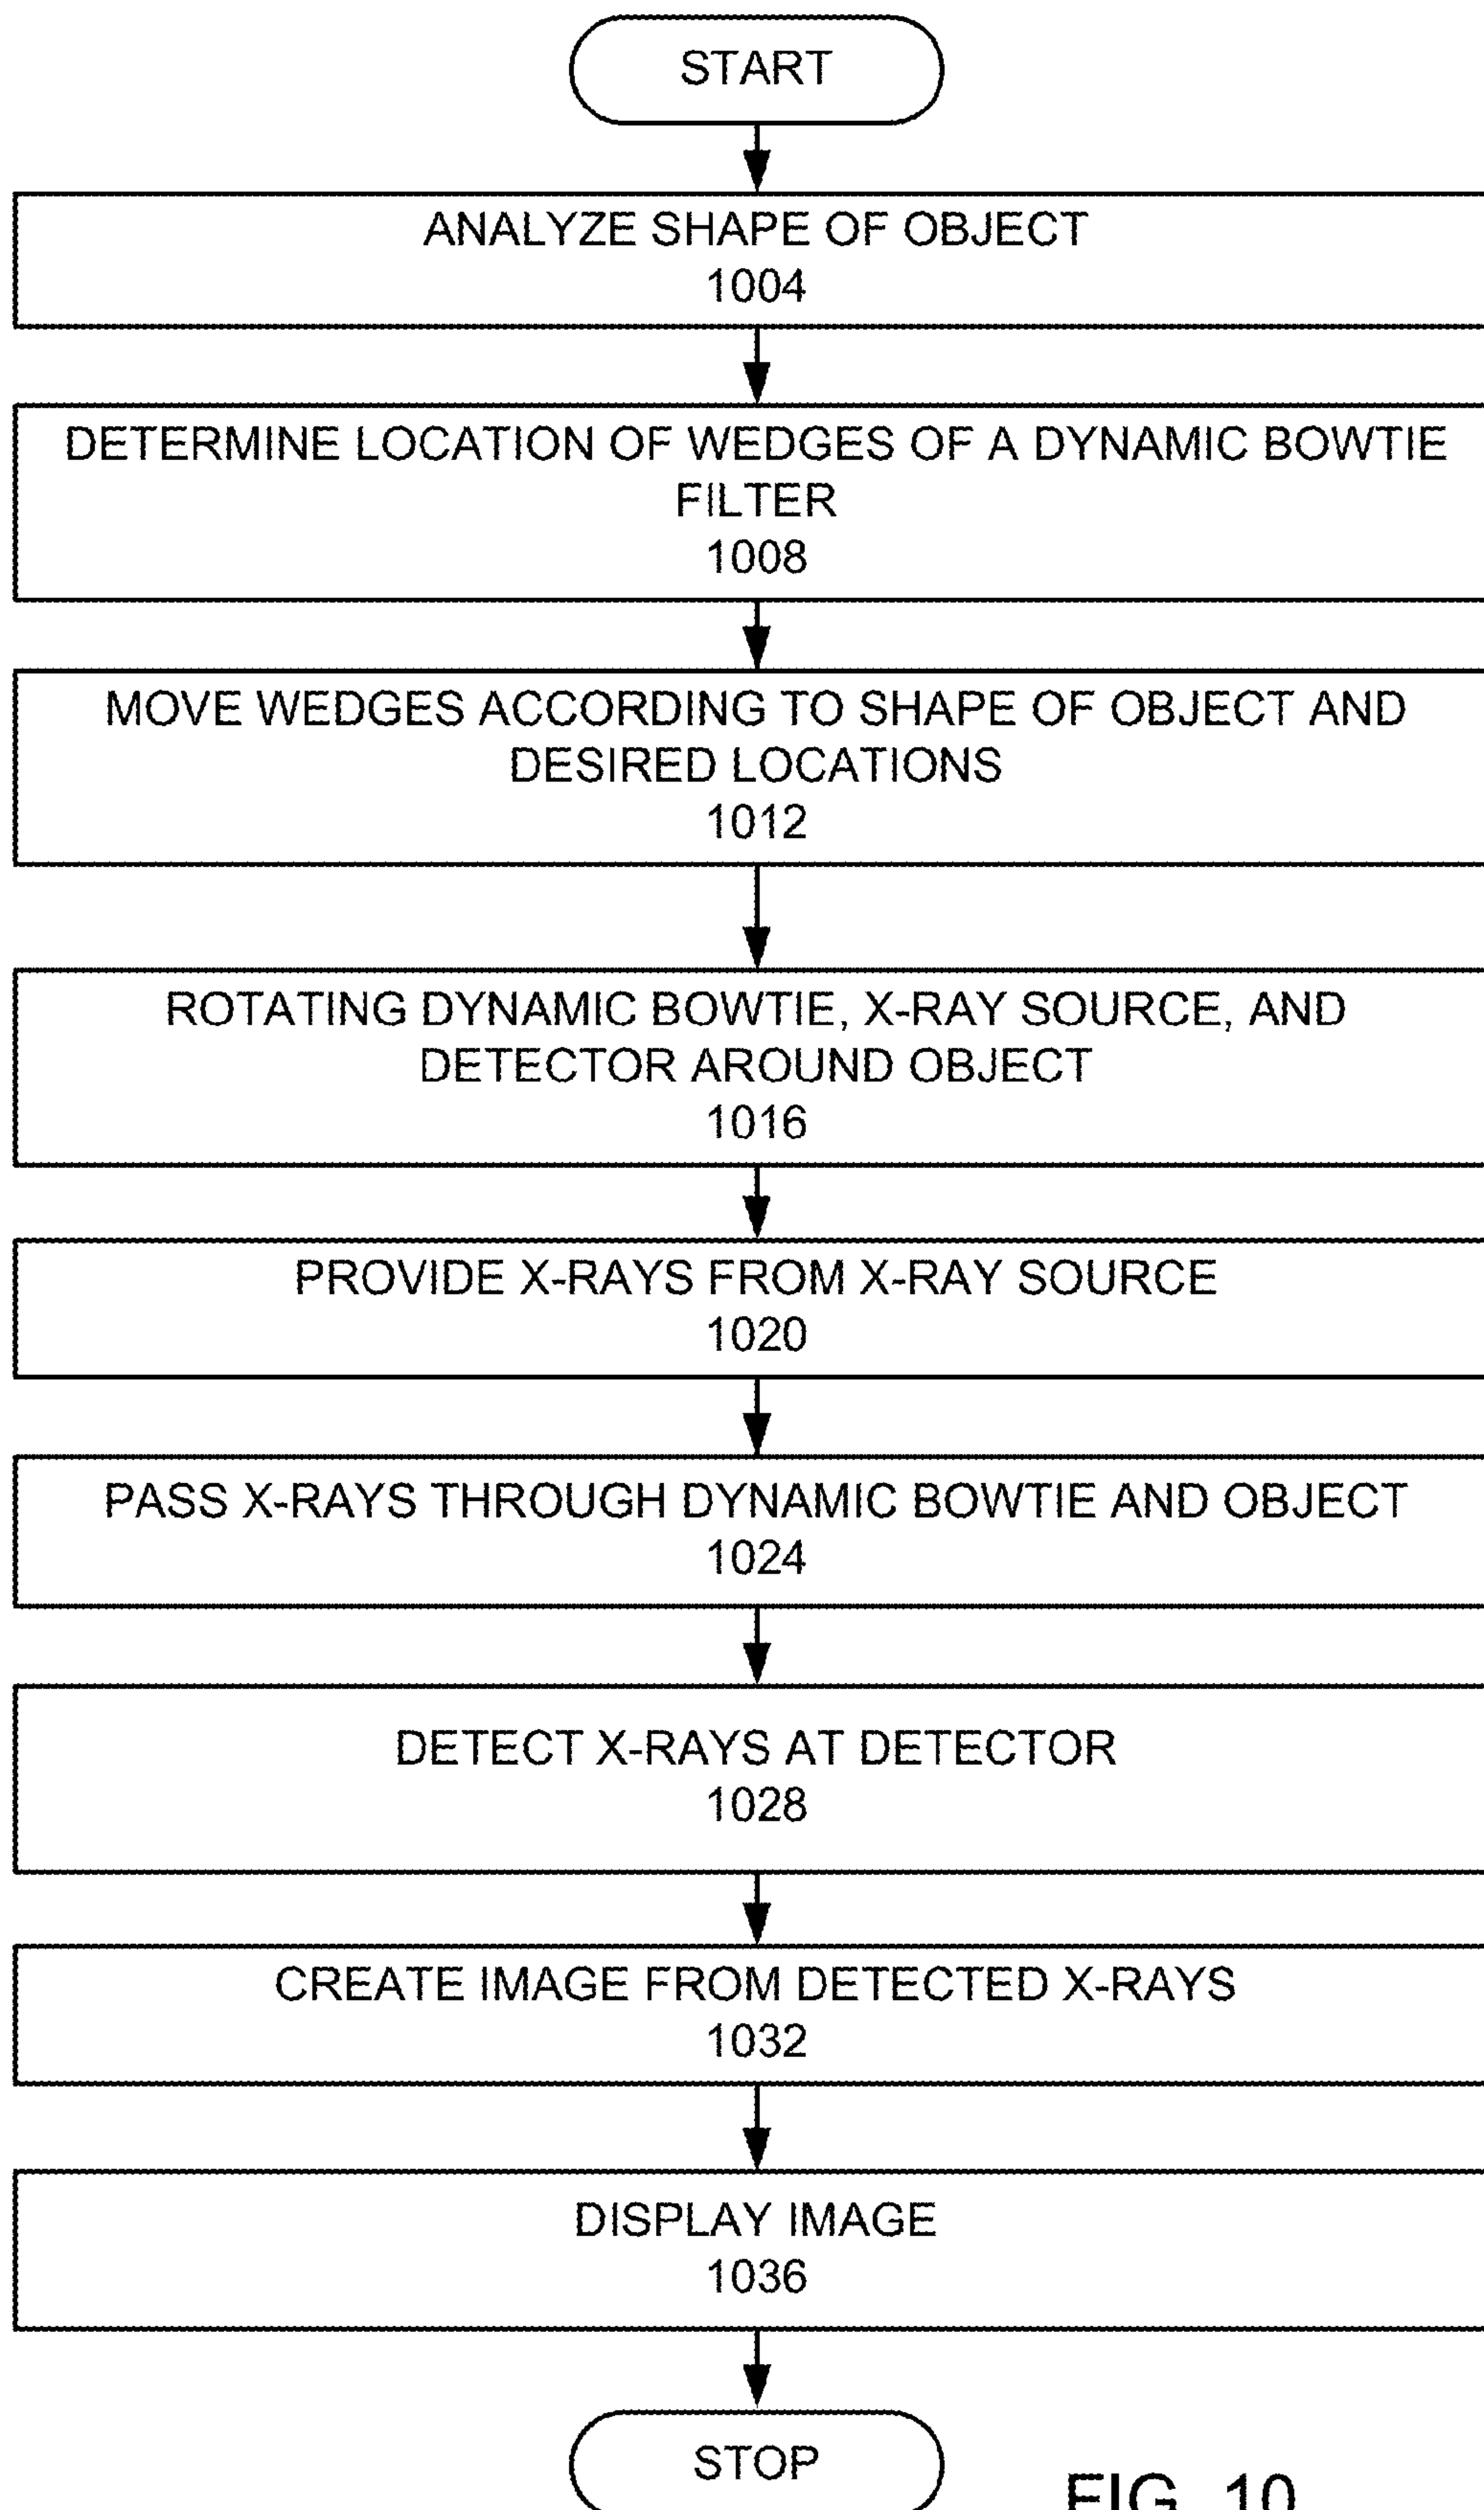 START
ANALYZE SHAPE OF OBJECT
1004
DETERMINE LOCATION OF WEDGES OF A DYNAMIC BOWTIE
FILTER
1008
MOVE WEDGES ACCORDING TO SHAPE OF OBJECT AND
DESIRED LOCATIONS
1012
ROTATING DYNAMIC BOWTIE, X-RAY SOURCE, AND
DETECTOR AROUND OBJECT
1016
PROVIDE X-RAYS FROM X-RAY SOURCE
1020
PASS X-RAYS THROUGH DYNAMIC BOWTIE AND OBJECT
1024
DETECT X-RAYS AT DETECTOR
1028
CREATE IMAGE FROM DETECTED X-RAYS
1032
DISPLAY IMAGE
1036
STOP
FIG. 10